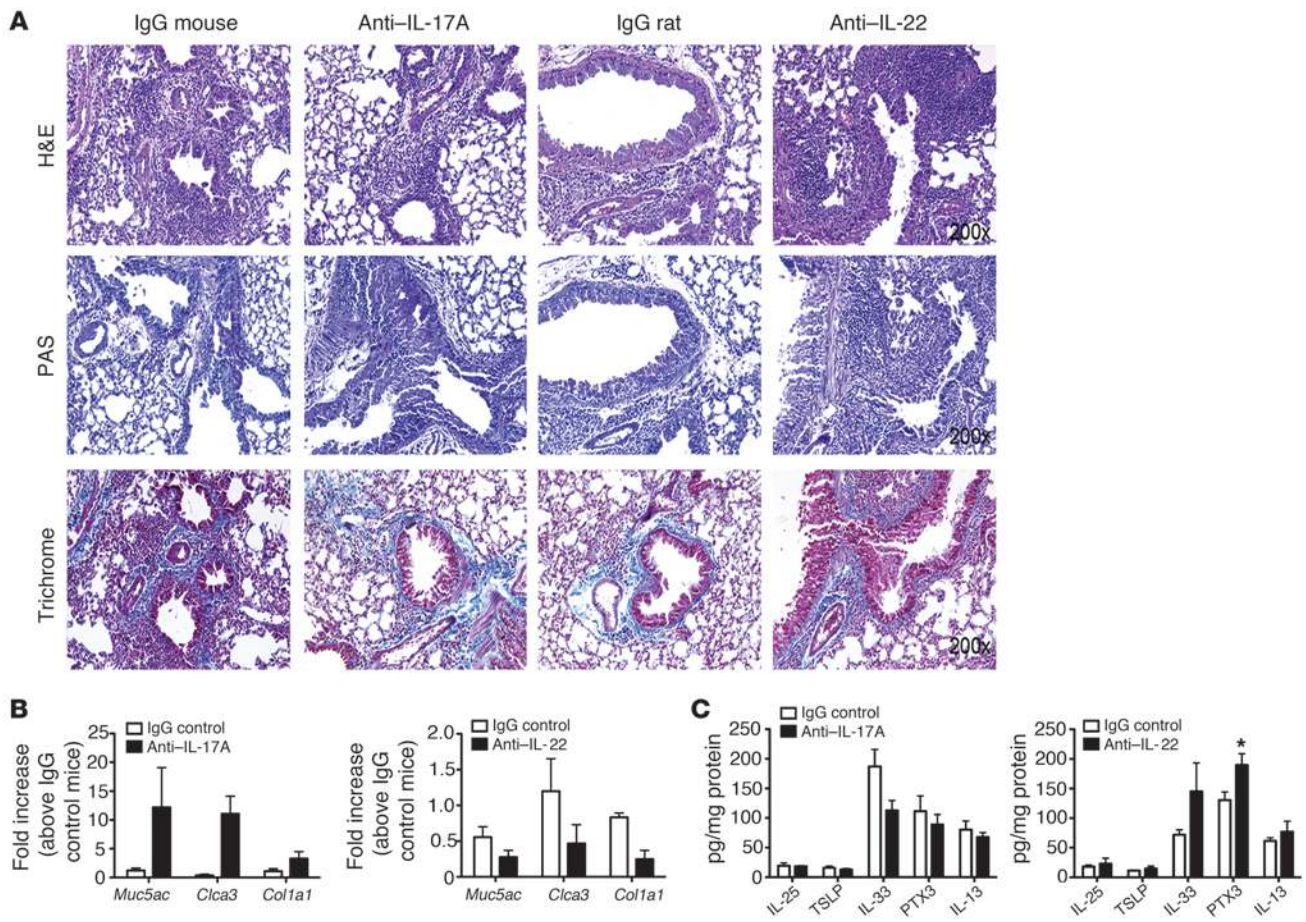 A
IgG mouse
Anti–IL-17A
IgG rat
Anti–IL-22
H&E
200x
PAS
200x
Trichrome
200x
B
Fold increase
(above IgG
control mice)
IgG control
Anti–IL-17A
25
20
15
10
5
0
Muc5ac
Clca3
Col1a1
Fold increase
(above IgG
control mice)
IgG control
Anti–IL-22
2.0
1.5
1.0
0.5
0.0
Muc5ac
Clca3
Col1a1
C
pg/mg protein
IgG control
Anti–IL-17A
250
200
150
100
50
0
IL-25
TSLP
IL-33
PTX3
IL-13
pg/mg protein
IgG control
Anti–IL-22
250
200
150
100
50
0
*
IL-25
TSLP
IL-33
PTX3
IL-13